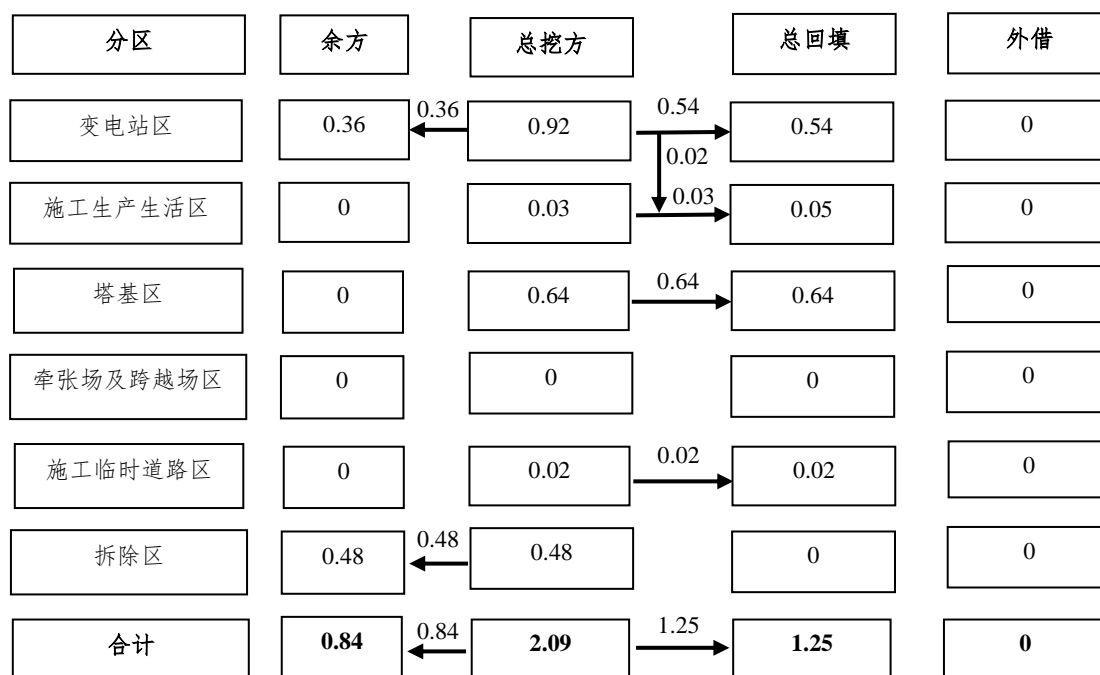 分区 余方 总挖方 总回填 外借
变电站区 0.36 0.36 0.92 0.54 0.54 0
0.02
施工生产生活区 0 0.03 0.03 0.05 0
塔基区 0 0.64 0.64 0.64 0
牵张场及跨越场区 0 0 0 0
施工临时道路区 0 0.02 0.02 0.02 0
拆除区 0.48 0.48 0.48 0 0
合计 0.84 0.84 2.09 1.25 1.25 0